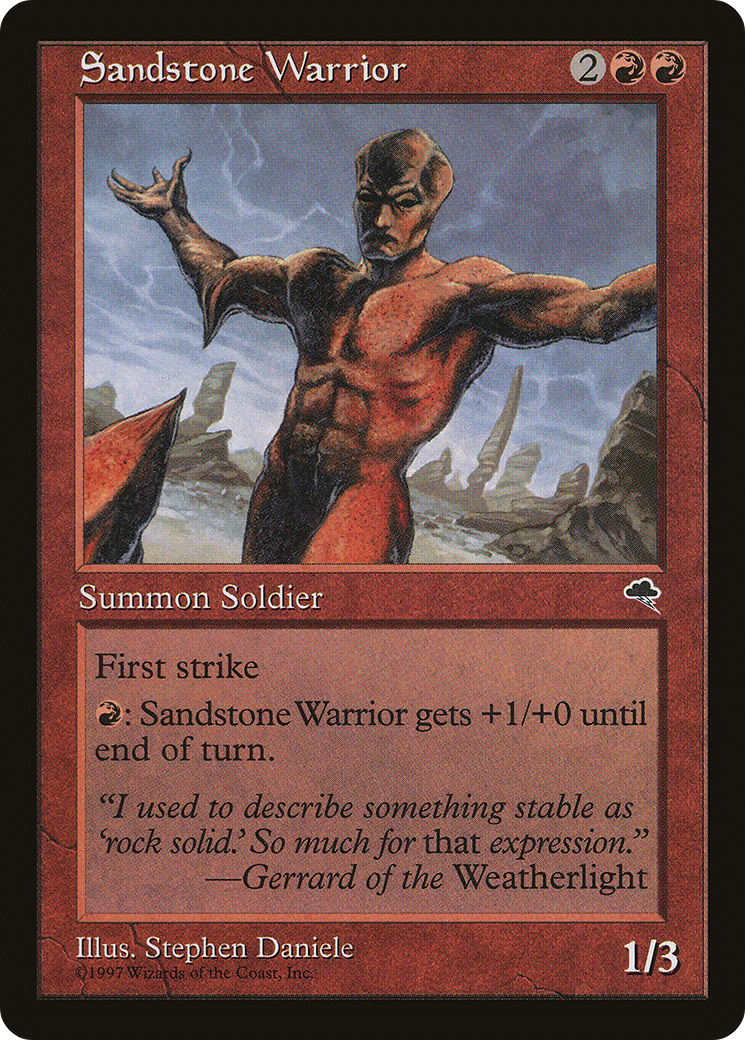 Sandstone Warrior 2
Summon Soldier
First strike
: Sandstone Warrior gets +1/+0 until
end of turn.
“I used to describe something stable as
‘rock solid.’ So much for that expression.”
—Gerrard of the Weatherlight
Illus. Stephen Daniele
©1997 Wizards of the Coast, Inc.
1/3